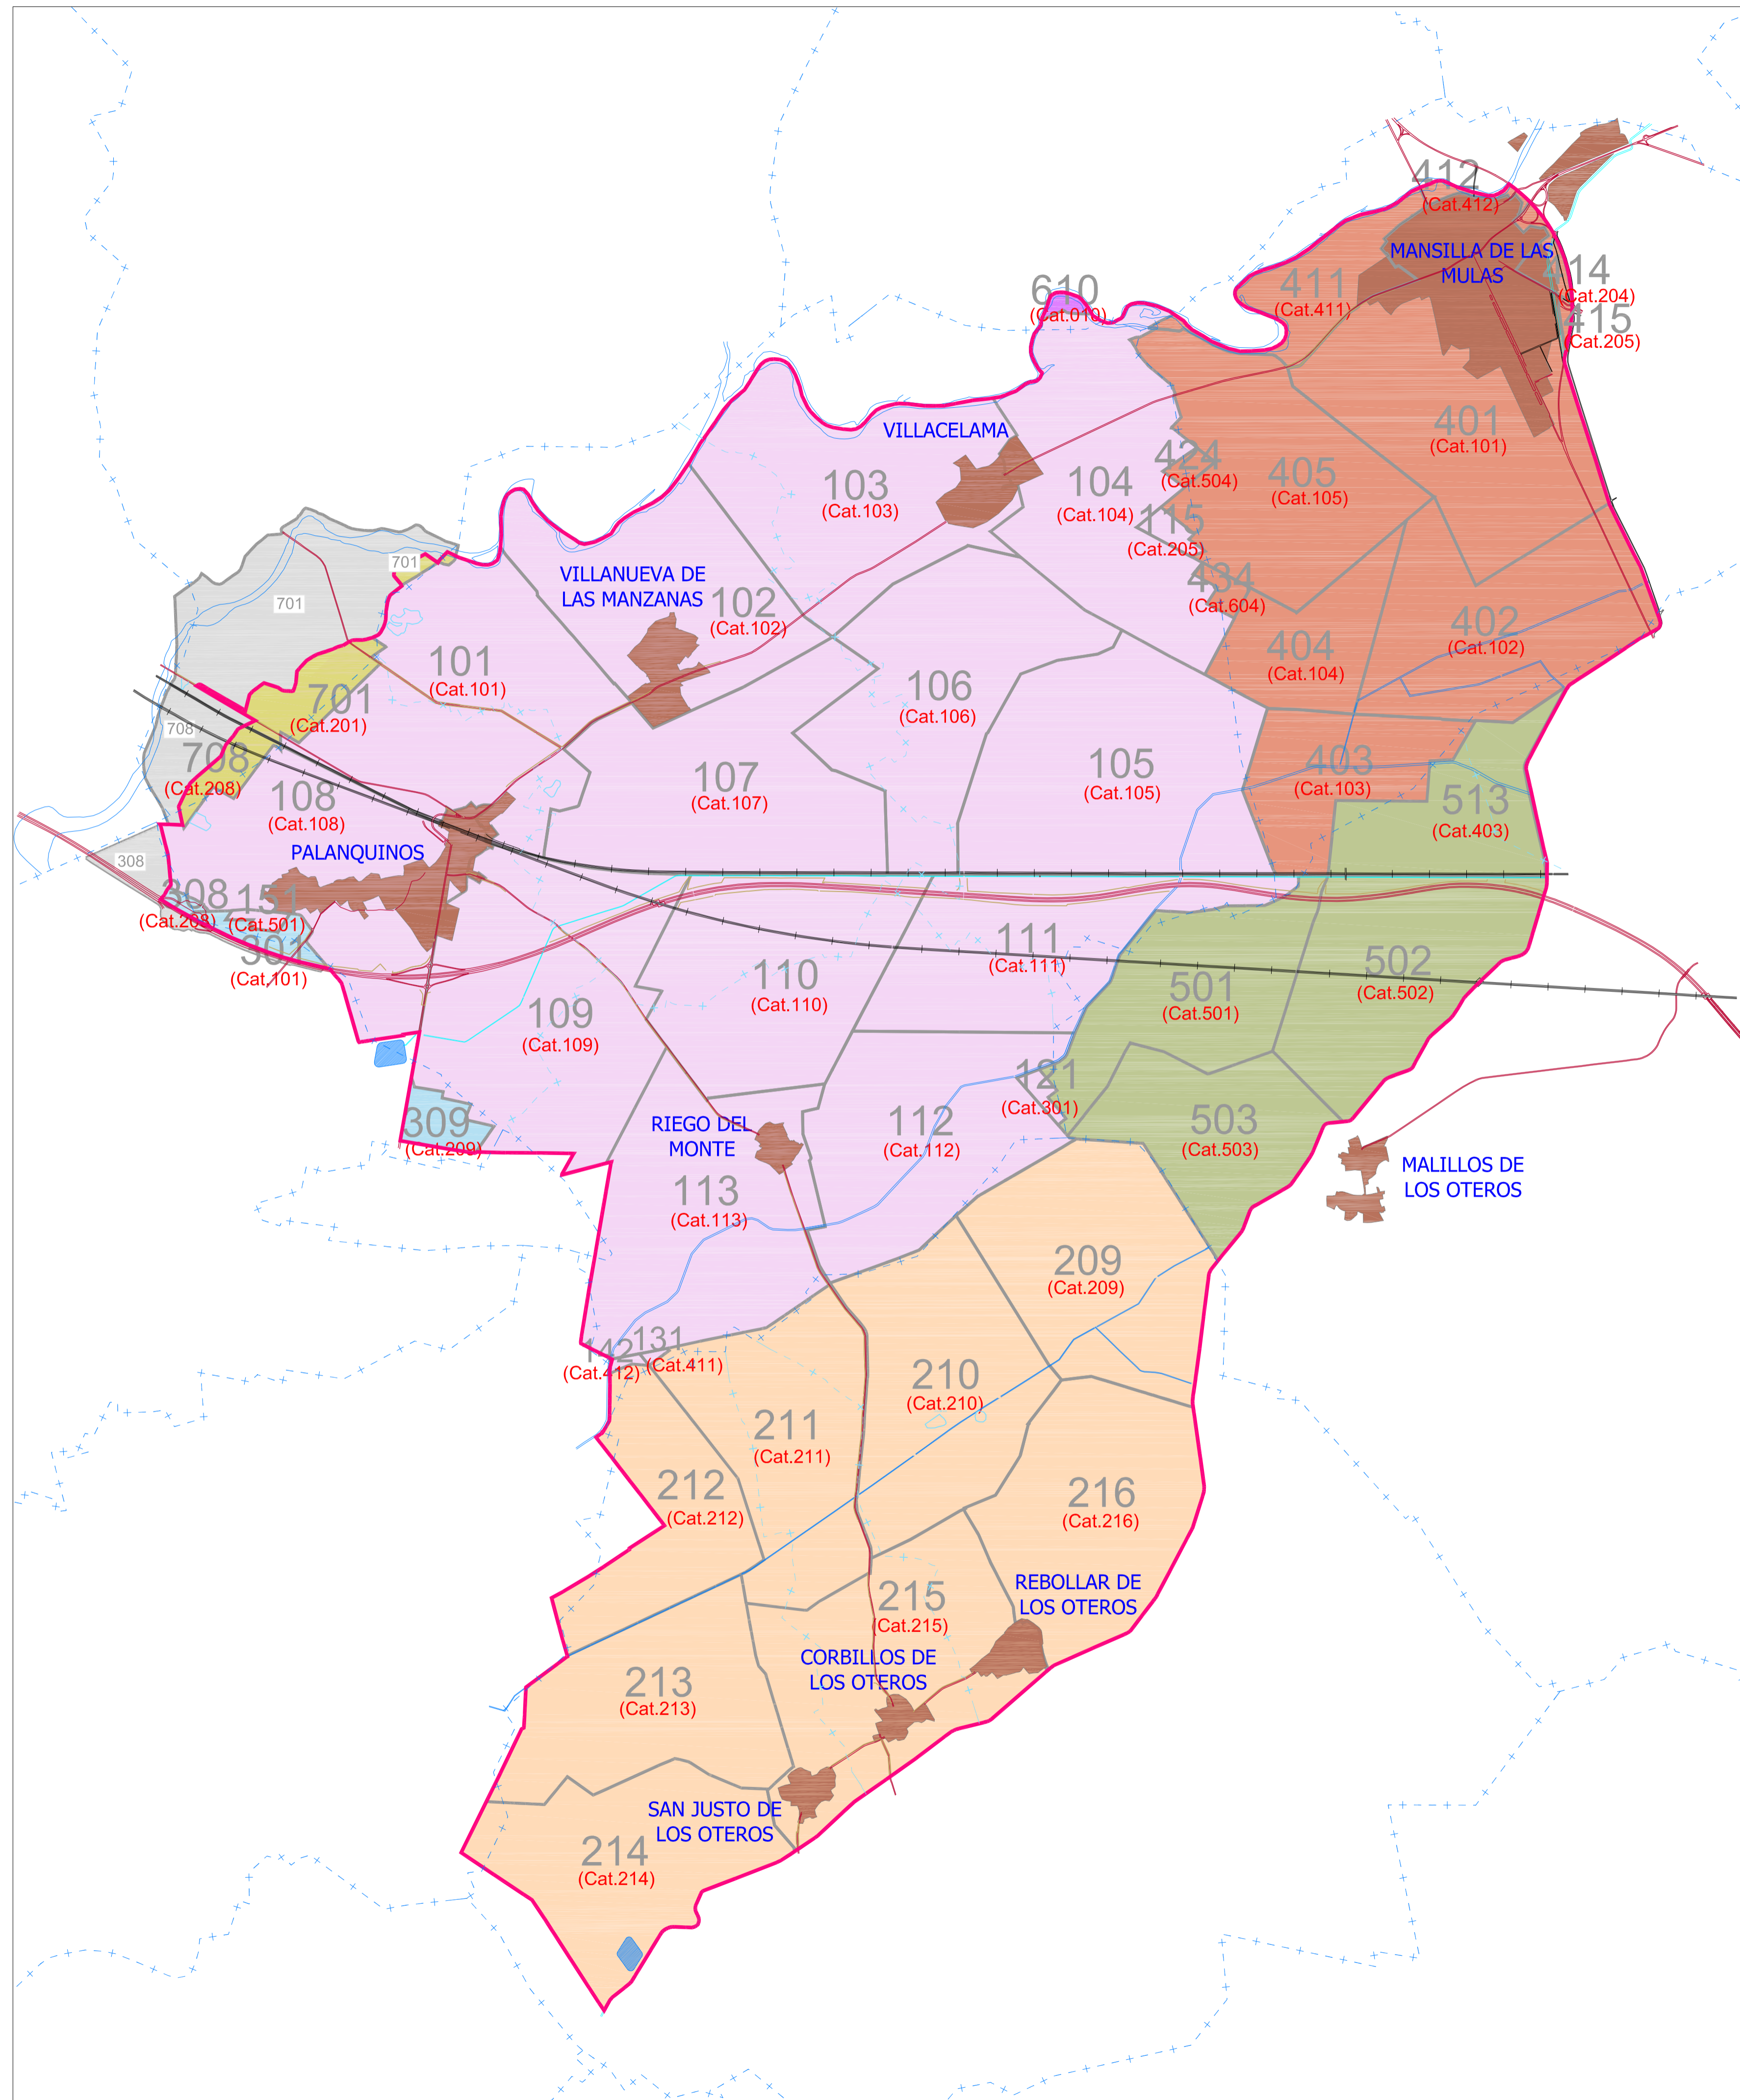 412
(Cat.412)
MANSILLA DE LAS
MULAS
414
(Cat.204)
411
(Cat.411)
415
(Cat.205)
610
(Cat.010)
401
(Cat.101)
VILLACELAMA
424
(Cat.504)
405
(Cat.105)
103
(Cat.103)
104
(Cat.104)
115
(Cat.205)
701
701
VILLANUEVA DE
LAS MANZANAS
102
(Cat.102)
434
(Cat.604)
402
(Cat.102)
404
(Cat.104)
101
(Cat.101)
106
(Cat.106)
701
(Cat.201)
708
708
(Cat.208)
107
(Cat.107)
105
(Cat.105)
403
(Cat.103)
513
(Cat.403)
108
(Cat.108)
PALANQUINOS
308
308
(Cat.208)
151
(Cat.501)
301
(Cat.101)
111
(Cat.111)
110
(Cat.110)
501
(Cat.501)
502
(Cat.502)
109
(Cat.109)
121
(Cat.301)
309
(Cat.209)
RIEGO DEL
MONTE
112
(Cat.112)
503
(Cat.503)
MALILLOS DE
LOS OTEROS
113
(Cat.113)
209
(Cat.209)
142
(Cat.412)
131
(Cat.411)
210
(Cat.210)
211
(Cat.211)
212
(Cat.212)
216
(Cat.216)
215
(Cat.215)
REBOLLAR DE
LOS OTEROS
CORBILLOS DE
LOS OTEROS
213
(Cat.213)
SAN JUSTO DE
LOS OTEROS
214
(Cat.214)